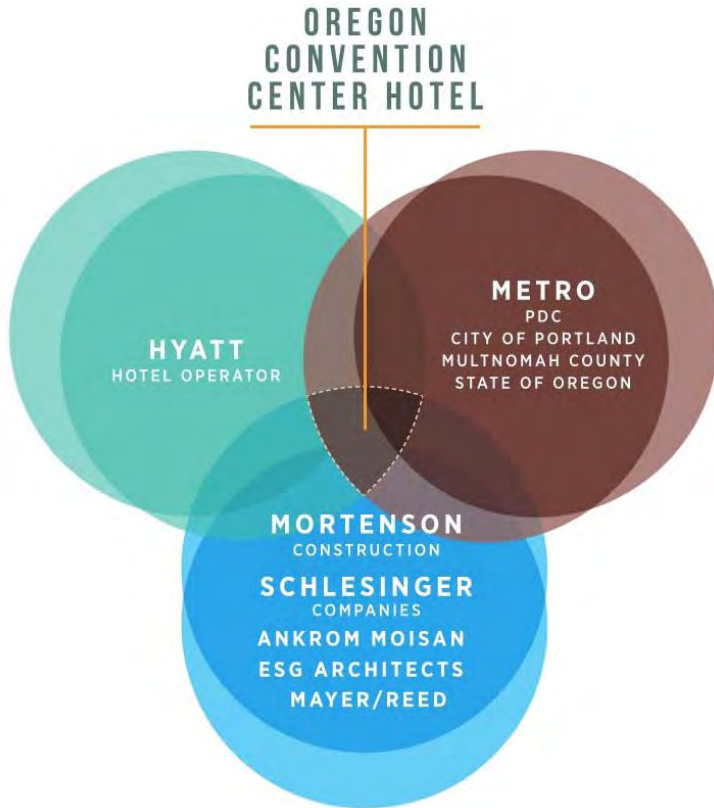 OREGON
CONVENTION
CENTER HOTEL
HYATT
HOTEL OPERATOR
METRO
PDC
CITY OF PORTLAND
MULTNOMAH COUNTY
STATE OF OREGON
MORTENSON
CONSTRUCTION
SCHLESINGER
COMPANIES
ANKROM MOISAN
ESG ARCHITECTS
MAYER/REED